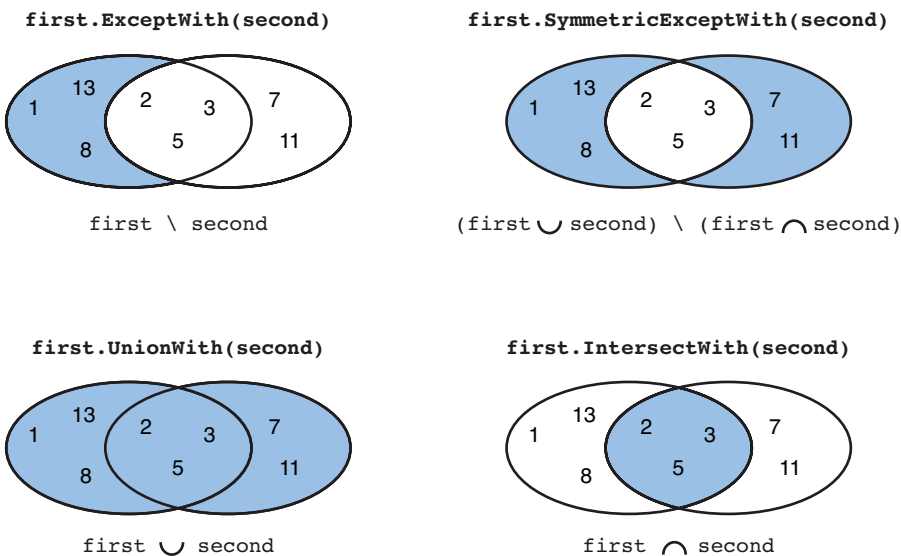 first.ExceptWith(second)
1 13 8 2 3 5 7 11
first \ second
first.SymmetricExceptWith(second)
1 13 8 2 3 5 7 11
(first ∪ second) \ (first ∩ second)
first.UnionWith(second)
1 13 8 2 3 5 7 11
first ∪ second
first.IntersectWith(second)
1 13 8 2 3 5 7 11
first ∩ second